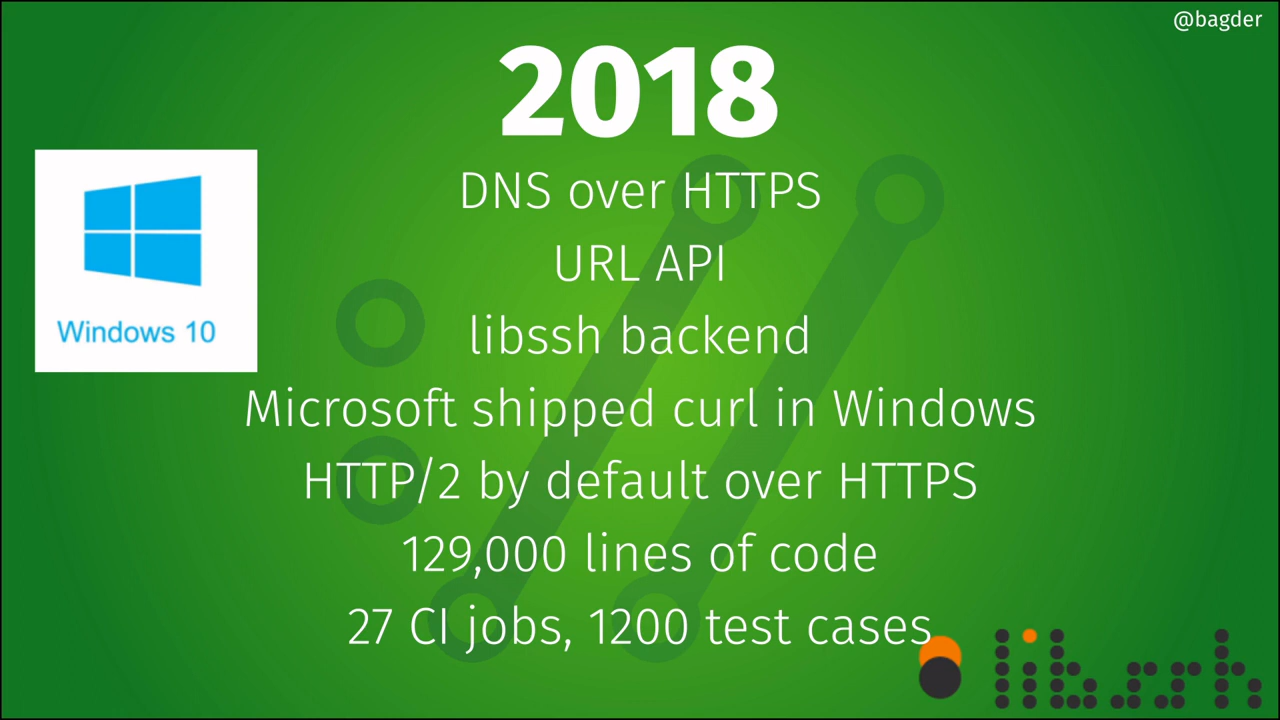 @bagder
2018
DNS over HTTPS
URL API
libssh backend
Microsoft shipped curl in Windows
HTTP/2 by default over HTTPS
129,000 lines of code
27 CI jobs, 1200 test cases
Windows 10
libssh